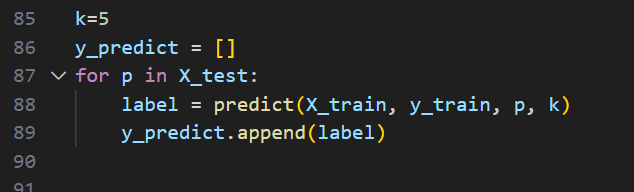 85 k=5
86 y_predict = []
87 for p in X_test:
88     label = predict(X_train, y_train, p, k)
89     y_predict.append(label)
90
91